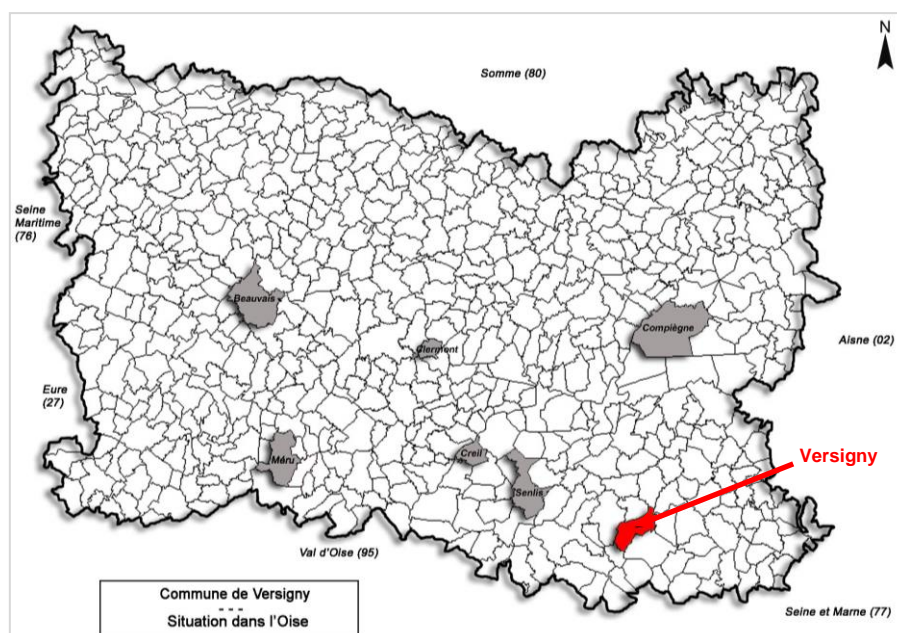 N
Somme (80)
Seine
Maritime
(76)
Beauvais
Compiègne
Clermont
Aisne (02)
Eure
(27)
Méru
Creil
Versigny
Senlis
Val d'Oise (95)
Commune de Versigny
- - -
Situation dans l'Oise
Seine et Marne (77)